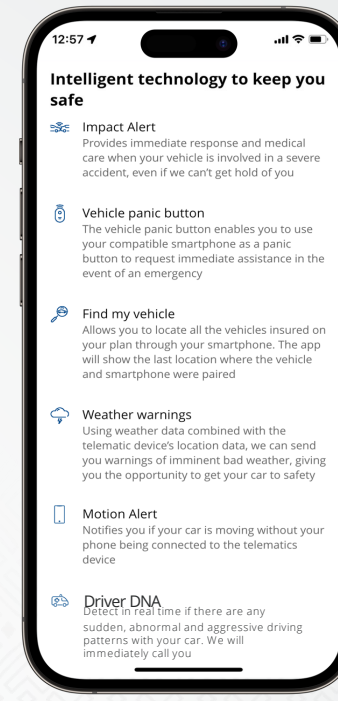 12:57
Intelligent technology to keep you
safe
Impact Alert
Provides immediate response and medical
care when your vehicle is involved in a severe
accident, even if we can't get hold of you
Vehicle panic button
The vehicle panic button enables you to use
your compatible smartphone as a panic
button to request immediate assistance in the
event of an emergency
Find my vehicle
Allows you to locate all the vehicles insured on
your plan through your smartphone. The app
will show the last location where the vehicle
and smartphone were paired
Weather warnings
Using weather data combined with the
telematic device's location data, we can send
you warnings of imminent bad weather, giving
you the opportunity to get your car to safety
Motion Alert
Notifies you if your car is moving without your
phone being connected to the telematics
device
Driver DNA
Detect in real time if there are any
sudden, abnormal and aggressive driving
patterns with your car. We will
immediately call you